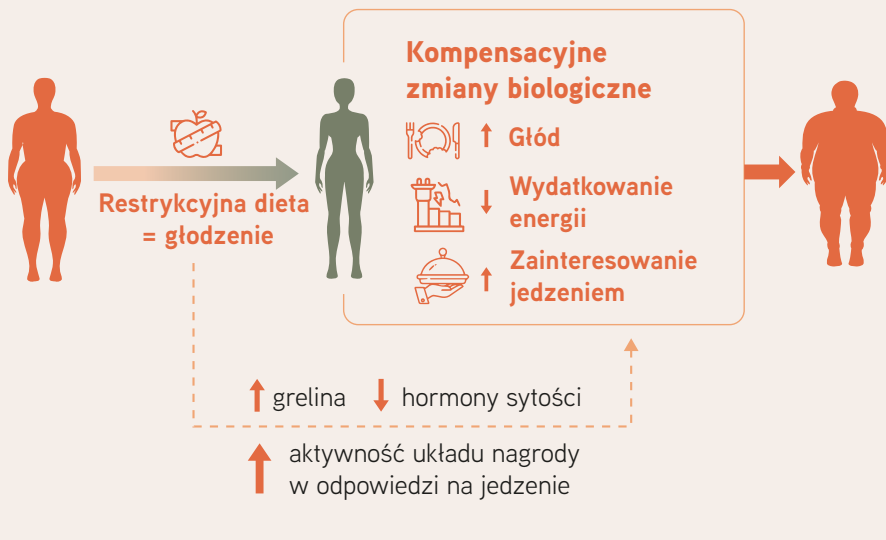 Kompensacyjne
zmiany biologiczne
Głód
Wydatkowanie
energii
Zainteresowanie
jedzeniem
Restrykcyjna dieta
= głodzenie
grelina
hormony sytości
aktywność układu nagrody
w odpowiedzi na jedzenie